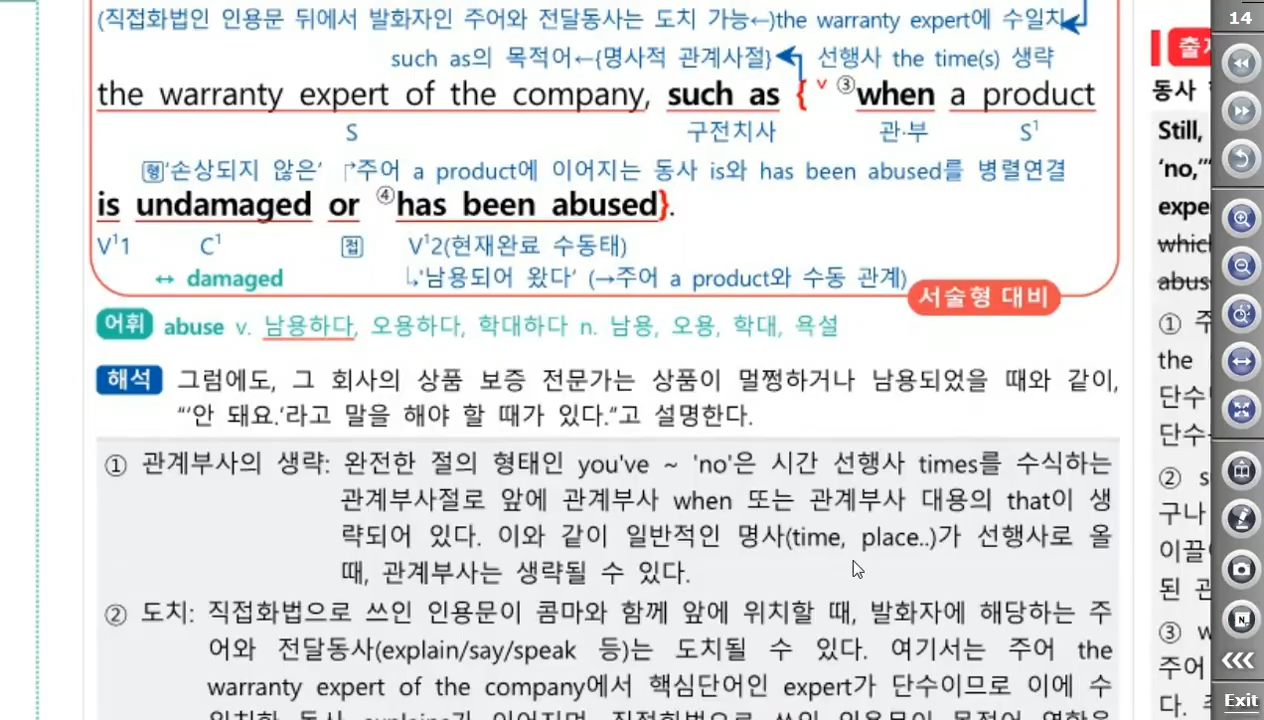 (직접화법인 인용문 뒤에서 발화자인 주어와 전달동사는 도치 가능←)the warranty expert에 수일치
such as의 목적어←{명사적 관계사절} 선행사 the time(s) 생략
the warranty expert of the company, such as { ∨ ③when a product
S 구전치사 관·부 S¹
형'손상되지 않은' 주어 a product에 이어지는 동사 is와 has been abused를 병렬연결
is undamaged or ④has been abused}.
V¹1 C¹ 접 V¹2(현재완료 수동태)
↔ damaged ↳'남용되어 왔다' (→주어 a product와 수동 관계)
서술형 대비
어휘 abuse v. 남용하다, 오용하다, 학대하다 n. 남용, 오용, 학대, 욕설
해석 그럼에도, 그 회사의 상품 보증 전문가는 상품이 멀쩡하거나 남용되었을 때와 같이,
"'안 돼요.'라고 말을 해야 할 때가 있다."고 설명한다.
① 관계부사의 생략: 완전한 절의 형태인 you've ~ 'no'은 시간 선행사 times를 수식하는
관계부사절로 앞에 관계부사 when 또는 관계부사 대용의 that이 생
략되어 있다. 이와 같이 일반적인 명사(time, place..)가 선행사로 올
때, 관계부사는 생략될 수 있다.
② 도치: 직접화법으로 쓰인 인용문이 콤마와 함께 앞에 위치할 때, 발화자에 해당하는 주
어와 전달동사(explain/say/speak 등)는 도치될 수 있다. 여기서는 주어 the
warranty expert of the company에서 핵심단어인 expert가 단수이므로 이에 수
동사
Still,
'no,'"
expe
which
abus
① 주
the
단수
단수
② s
구나
이끌
된 관
③ w
주어
다.
14
N
Exit